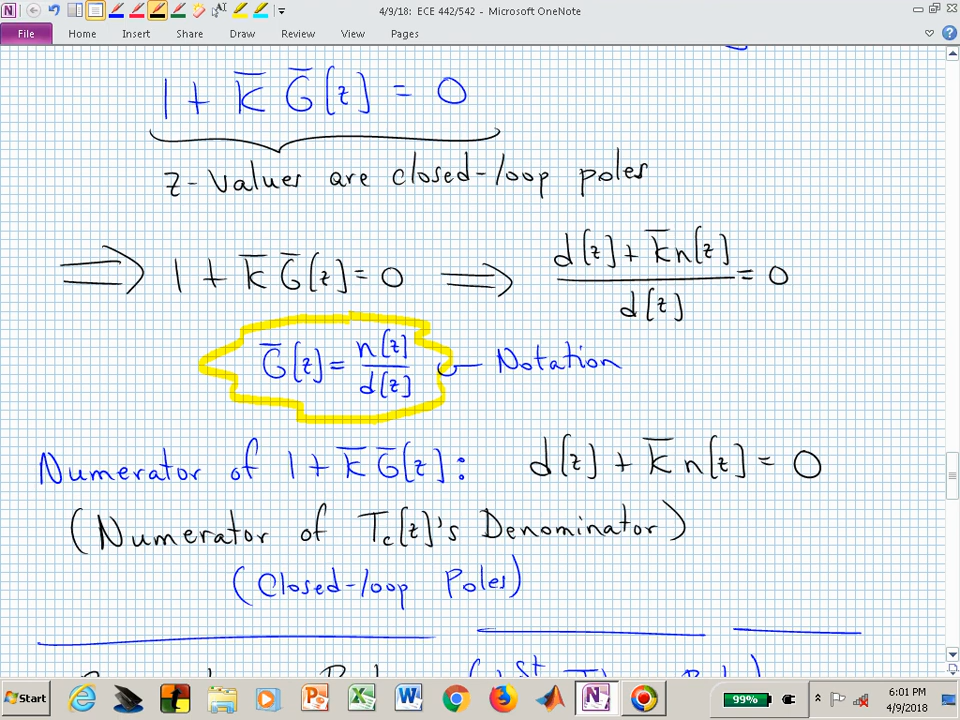 4/9/18: ECE 442/542 - Microsoft OneNote
File Home Insert Share Draw Review View Pages
1 + K̅ G̅[z] = 0
z-values are closed-loop poles
⟹ 1 + K̅ G̅[z] = 0 ⟹ (d[z] + K̅n[z]) / d[z] = 0
G̅[z] = n[z] / d[z] Notation
Numerator of 1 + K̅ G̅[z]: d[z] + K̅ n[z] = 0
(Numerator of Tc[z]'s Denominator)
(Closed-loop Poles)
Start
99%
6:01 PM
4/9/2018